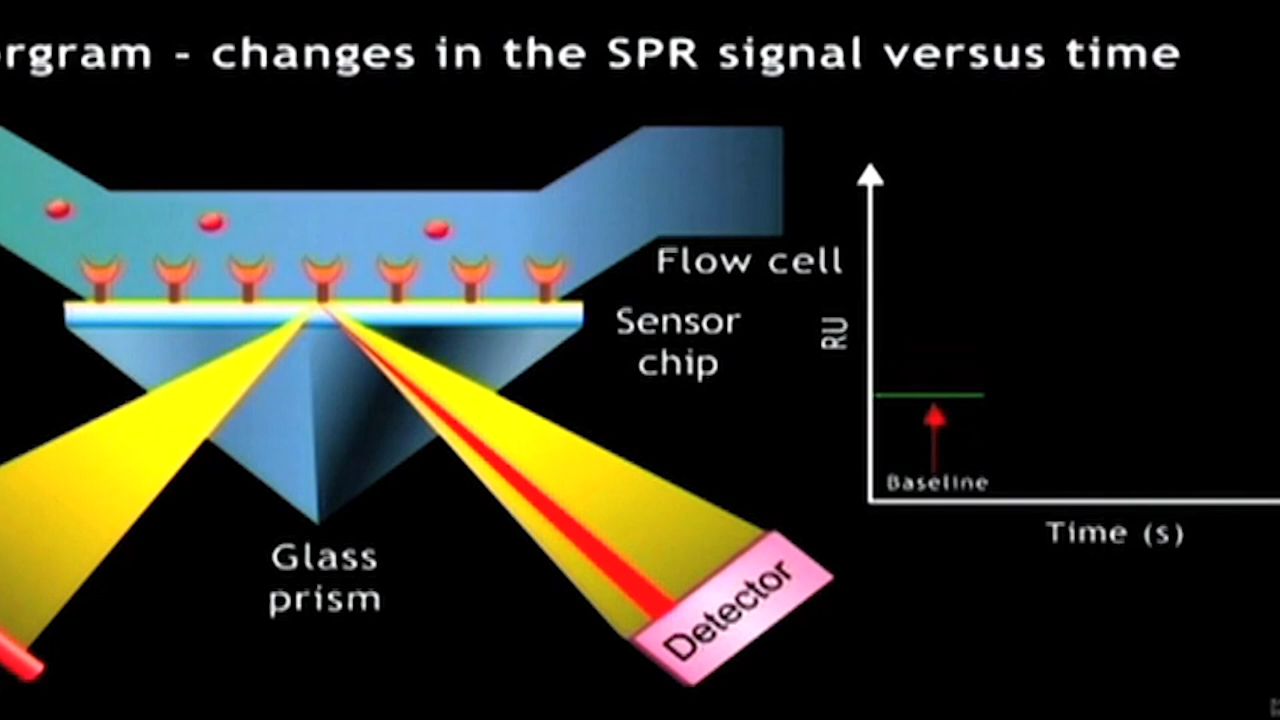 orgram - changes in the SPR signal versus time
Flow cell
Sensor
chip
RU
Baseline
Time (s)
Glass
prism
Detector